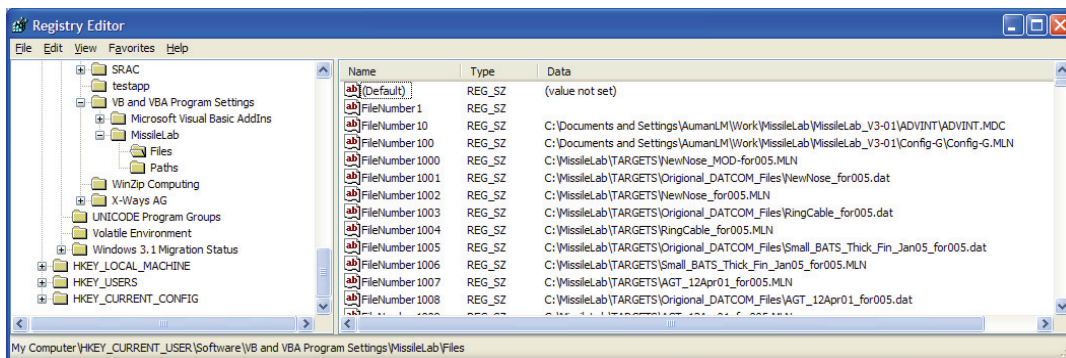 Registry Editor
File Edit View Favorites Help
SRAC
testapp
VB and VBA Program Settings
Microsoft Visual Basic AddIns
MissileLab
Files
Paths
WinZip Computing
X-Ways AG
UNICODE Program Groups
Volatile Environment
Windows 3.1 Migration Status
HKEY_LOCAL_MACHINE
HKEY_USERS
HKEY_CURRENT_CONFIG
Name Type Data
(Default) REG_SZ (value not set)
FileNumber1 REG_SZ
FileNumber10 REG_SZ C:\Documents and Settings\AumanLM\Work\MissileLab\MissileLab_V3-01\ADVINT\ADVINT.MDC
FileNumber100 REG_SZ C:\Documents and Settings\AumanLM\Work\MissileLab\MissileLab_V3-01\Config-G\Config-G.MLN
FileNumber1000 REG_SZ C:\MissileLab\TARGETS\NewNose_MOD-for005.MLN
FileNumber1001 REG_SZ C:\MissileLab\TARGETS\Origional_DATCOM_Files\NewNose_for005.dat
FileNumber1002 REG_SZ C:\MissileLab\TARGETS\NewNose_for005.MLN
FileNumber1003 REG_SZ C:\MissileLab\TARGETS\Origional_DATCOM_Files\RingCable_for005.dat
FileNumber1004 REG_SZ C:\MissileLab\TARGETS\RingCable_for005.MLN
FileNumber1005 REG_SZ C:\MissileLab\TARGETS\Origional_DATCOM_Files\Small_BATS_Thick_Fin_Jan05_for005.dat
FileNumber1006 REG_SZ C:\MissileLab\TARGETS\Small_BATS_Thick_Fin_Jan05_for005.MLN
FileNumber1007 REG_SZ C:\MissileLab\TARGETS\AGT_12Apr01_for005.MLN
FileNumber1008 REG_SZ C:\MissileLab\TARGETS\Origional_DATCOM_Files\AGT_12Apr01_for005.dat
My Computer\HKEY_CURRENT_USER\Software\VB and VBA Program Settings\MissileLab\Files